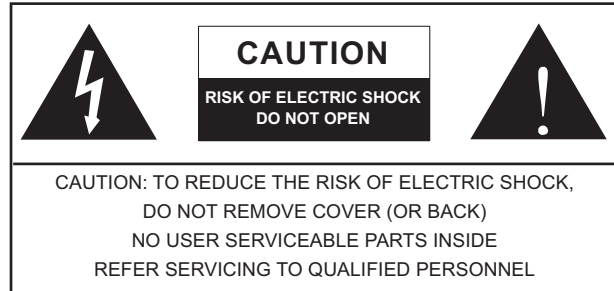 CAUTION
RISK OF ELECTRIC SHOCK
DO NOT OPEN
CAUTION: TO REDUCE THE RISK OF ELECTRIC SHOCK,
DO NOT REMOVE COVER (OR BACK)
NO USER SERVICEABLE PARTS INSIDE
REFER SERVICING TO QUALIFIED PERSONNEL